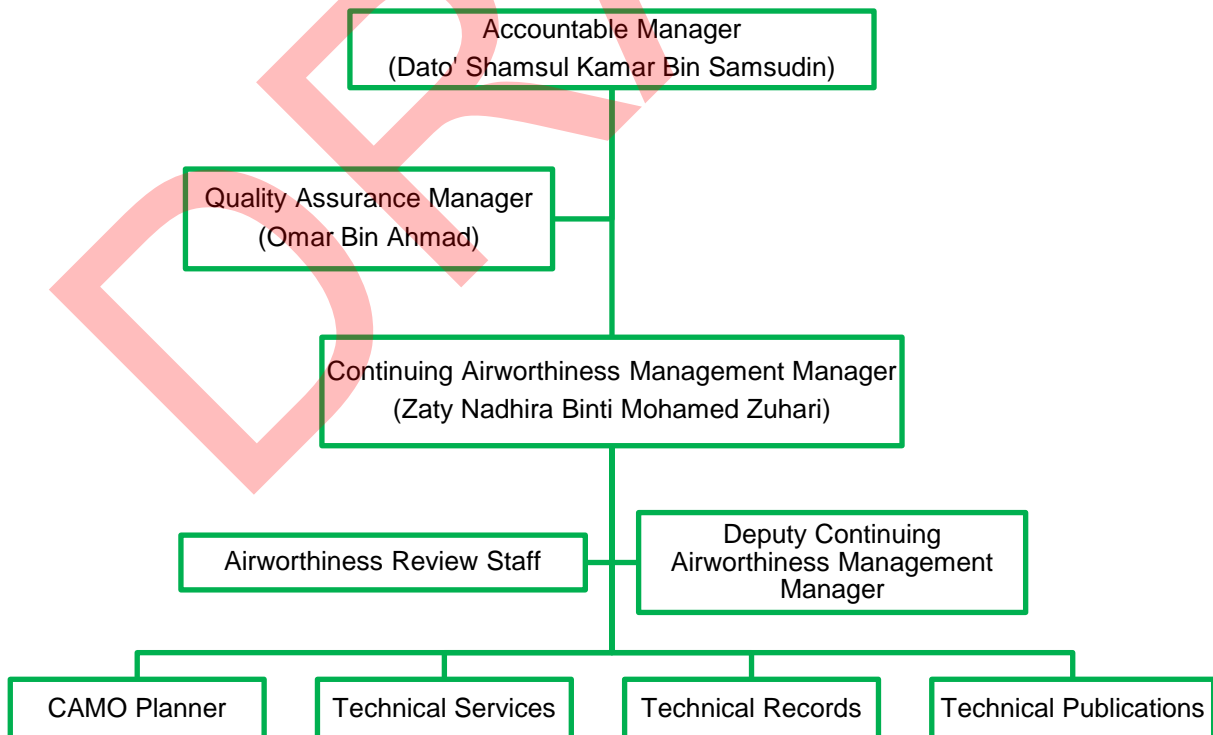 Accountable Manager
(Dato' Shamsul Kamar Bin Samsudin)
Quality Assurance Manager
(Omar Bin Ahmad)
Continuing Airworthiness Management Manager
(Zaty Nadhira Binti Mohamed Zuhari)
Airworthiness Review Staff
Deputy Continuing
Airworthiness Management
Manager
CAMO Planner
Technical Services
Technical Records
Technical Publications